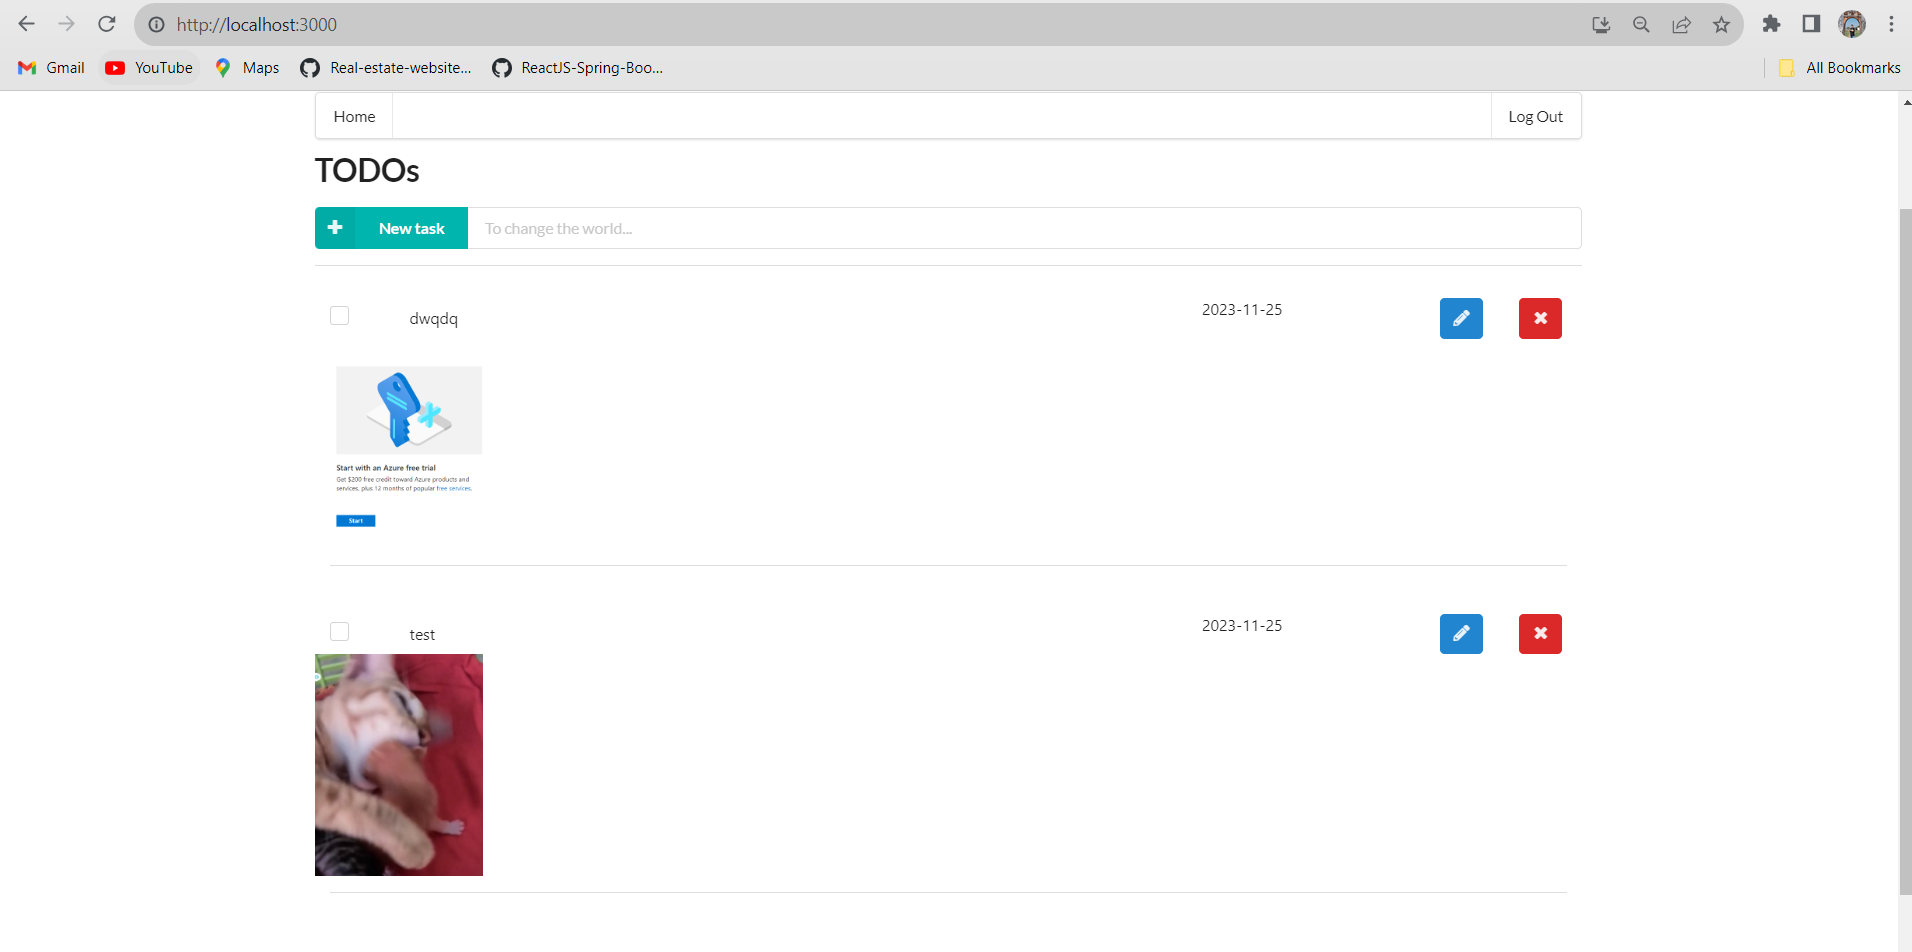 http://localhost:3000
Gmail YouTube Maps Real-estate-website... ReactJS-Spring-Boo... All Bookmarks
Home Log Out
TODOs
New task To change the world...
dwqdq 2023-11-25
Start with an Azure free trial
Get $200 free credit toward Azure products and
services, plus 12 months of popular free services.
Start
test 2023-11-25